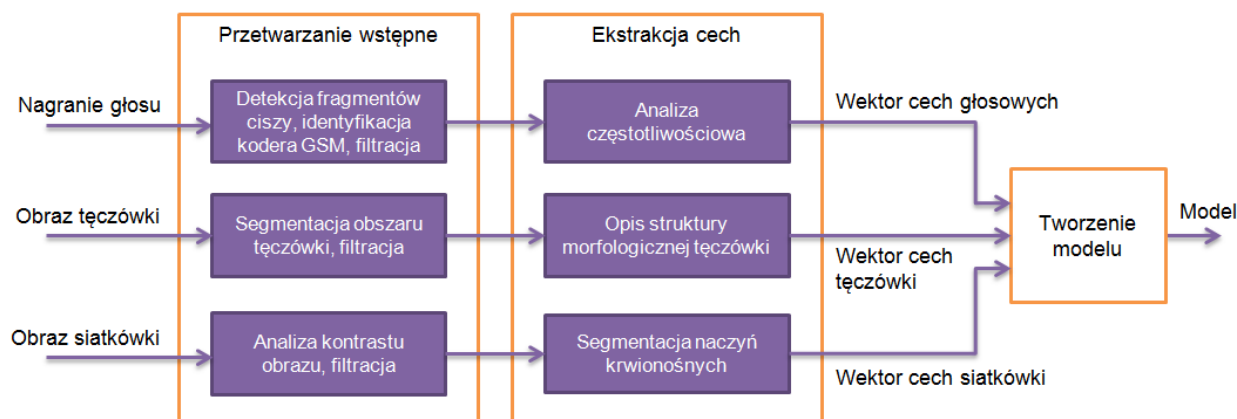 Przetwarzanie wstępne
Ekstrakcja cech
Nagranie głosu
Detekcja fragmentów
ciszy, identyfikacja
kodera GSM, filtracja
Analiza
częstotliwościowa
Wektor cech głosowych
Obraz tęczówki
Segmentacja obszaru
tęczówki, filtracja
Opis struktury
morfologicznej tęczówki
Wektor cech
tęczówki
Tworzenie
modelu
Model
Obraz siatkówki
Analiza kontrastu
obrazu, filtracja
Segmentacja naczyń
krwionośnych
Wektor cech siatkówki